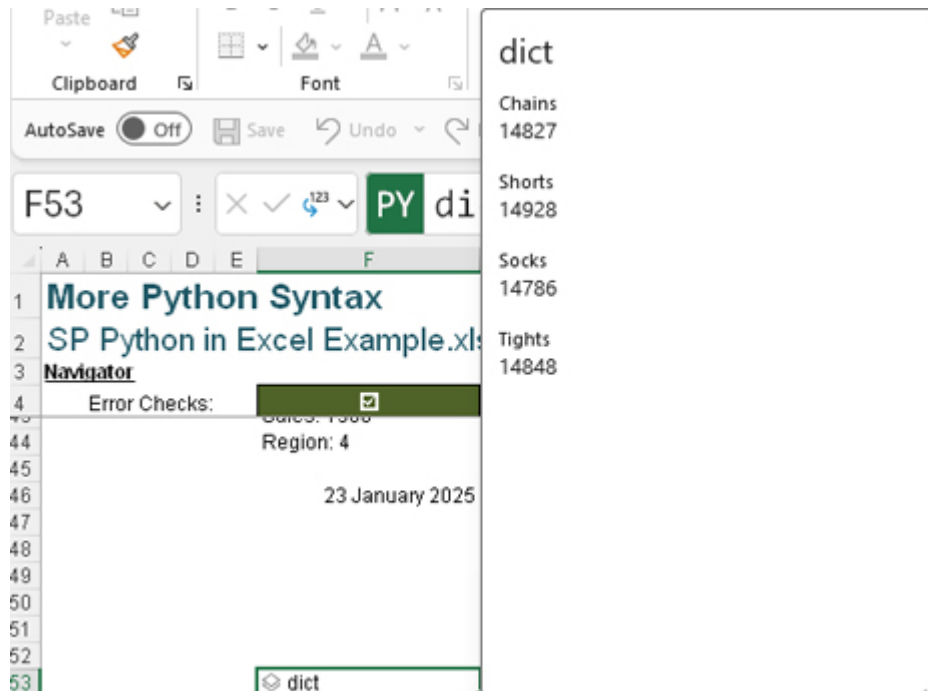 Paste
Clipboard
Font
AutoSave Off Save Undo
F53 123 PY di
A B C D E F
1 More Python Syntax
2 SP Python in Excel Example.xls
3 Navigator
4 Error Checks:
44 Region: 4
45
46 23 January 2025
47
48
49
50
51
52
53 dict
dict
Chains
14827
Shorts
14928
Socks
14786
Tights
14848